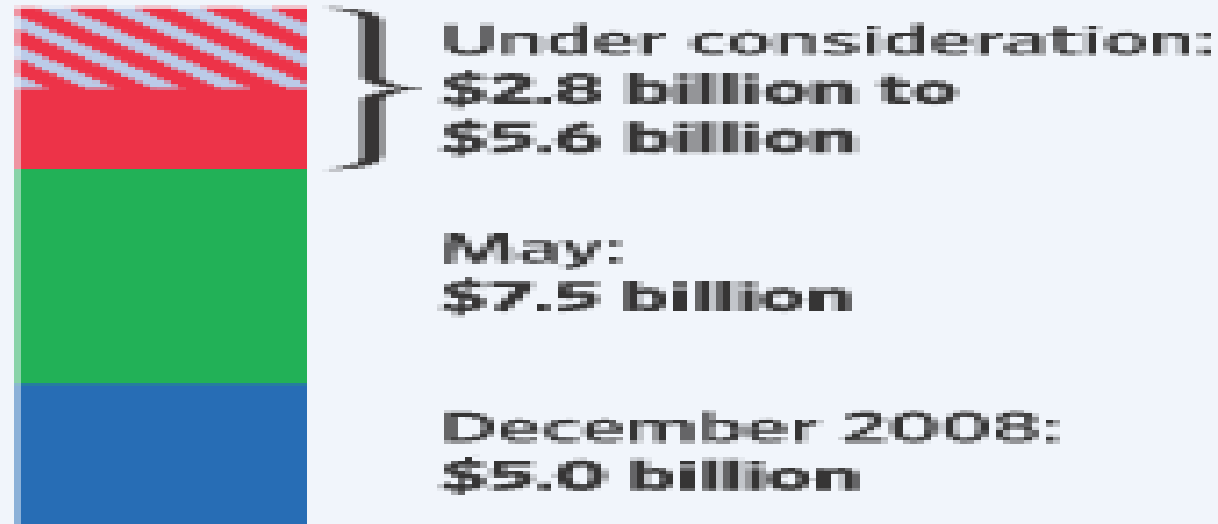 Under consideration:
$2.8 billion to
$5.6 billion
May:
$7.5 billion
December 2008:
$5.0 billion